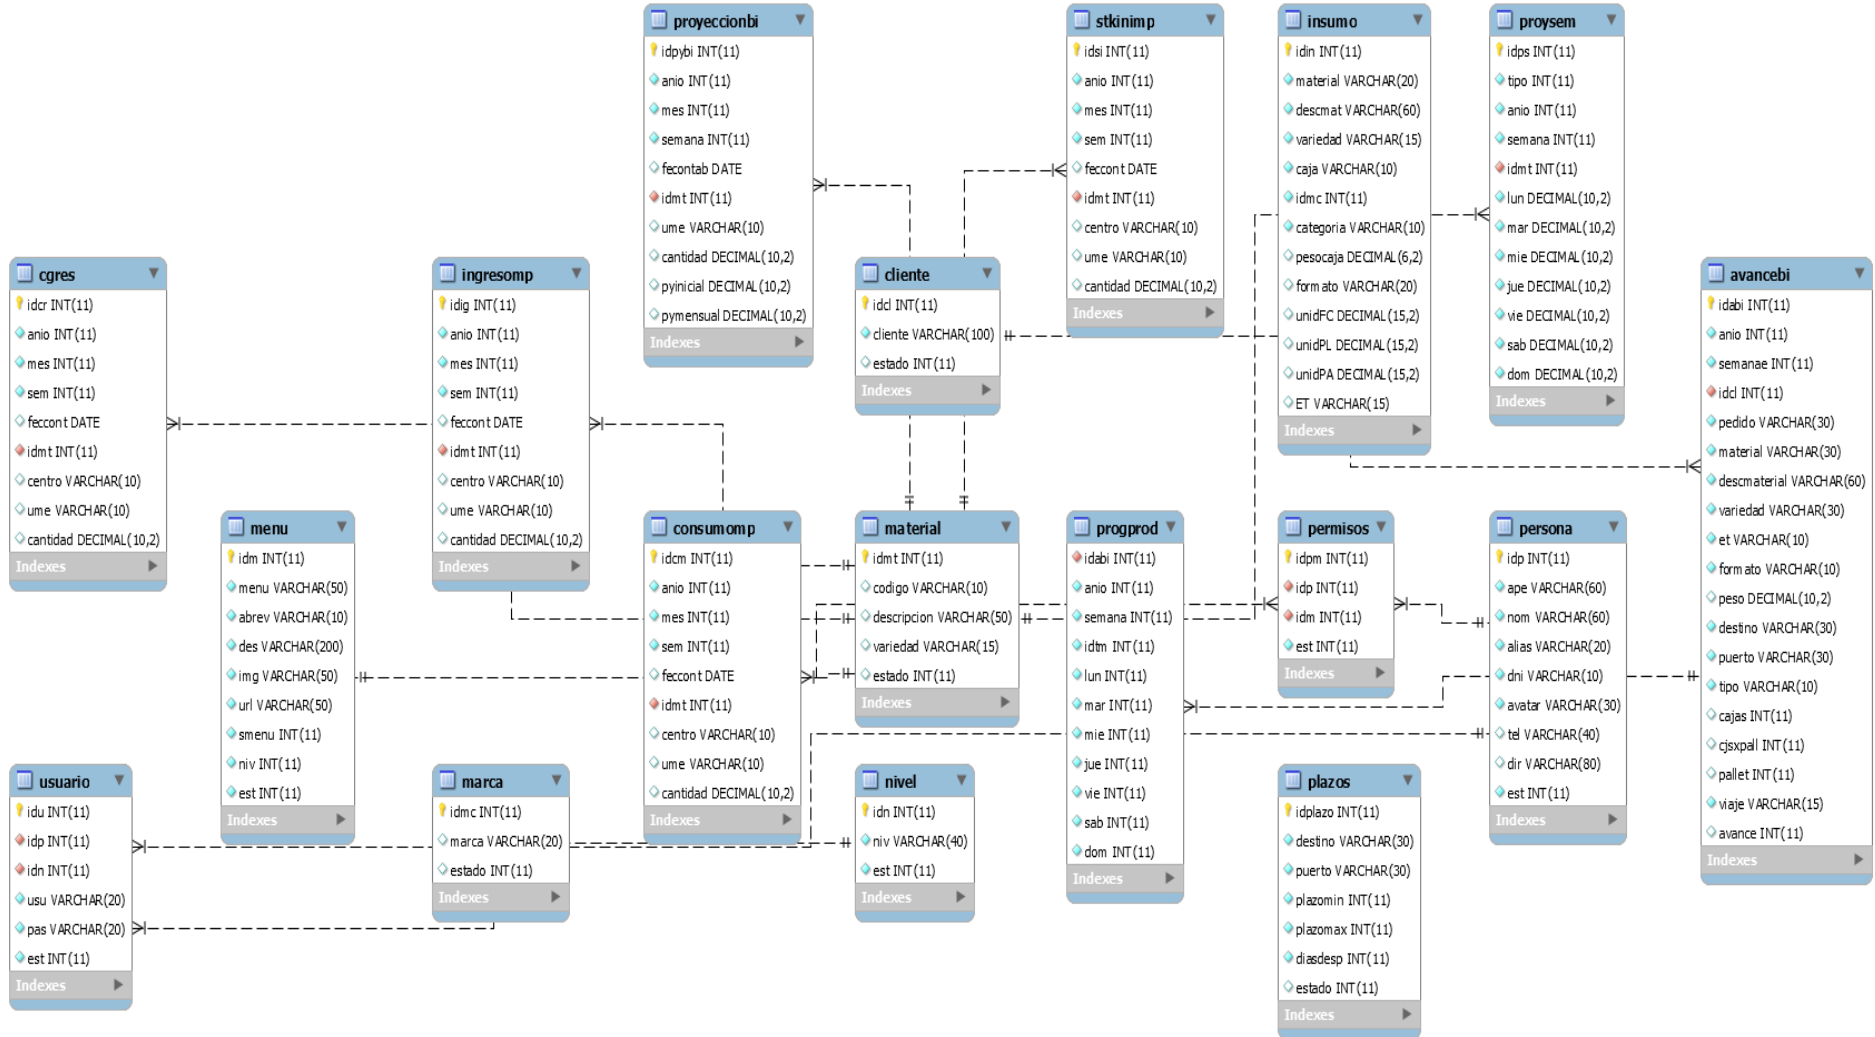 proyeccionbi
idpybi INT(11)
anio INT(11)
mes INT(11)
semana INT(11)
fecontab DATE
idmt INT(11)
ume VARCHAR(10)
cantidad DECIMAL(10,2)
pyinicial DECIMAL(10,2)
pymensual DECIMAL(10,2)
Indexes
stkinimp
idsi INT(11)
anio INT(11)
mes INT(11)
sem INT(11)
feccont DATE
idmt INT(11)
centro VARCHAR(10)
ume VARCHAR(10)
cantidad DECIMAL(10,2)
Indexes
insumo
idin INT(11)
material VARCHAR(20)
descmat VARCHAR(60)
variedad VARCHAR(15)
caja VARCHAR(10)
idmc INT(11)
categoria VARCHAR(10)
pesocaja DECIMAL(6,2)
formato VARCHAR(20)
unidFC DECIMAL(15,2)
unidPL DECIMAL(15,2)
unidPA DECIMAL(15,2)
ET VARCHAR(15)
Indexes
proysem
idps INT(11)
tipo INT(11)
anio INT(11)
semana INT(11)
idmt INT(11)
lun DECIMAL(10,2)
mar DECIMAL(10,2)
mie DECIMAL(10,2)
jue DECIMAL(10,2)
vie DECIMAL(10,2)
sab DECIMAL(10,2)
dom DECIMAL(10,2)
Indexes
cgres
idcr INT(11)
anio INT(11)
mes INT(11)
sem INT(11)
feccont DATE
idmt INT(11)
centro VARCHAR(10)
ume VARCHAR(10)
cantidad DECIMAL(10,2)
Indexes
ingresomp
idig INT(11)
anio INT(11)
mes INT(11)
sem INT(11)
feccont DATE
idmt INT(11)
centro VARCHAR(10)
ume VARCHAR(10)
cantidad DECIMAL(10,2)
Indexes
cliente
idcl INT(11)
cliente VARCHAR(100)
estado INT(11)
Indexes
avancebi
idabi INT(11)
anio INT(11)
semanae INT(11)
idcl INT(11)
pedido VARCHAR(30)
material VARCHAR(30)
descmaterial VARCHAR(60)
variedad VARCHAR(30)
et VARCHAR(10)
formato VARCHAR(10)
peso DECIMAL(10,2)
destino VARCHAR(30)
puerto VARCHAR(30)
tipo VARCHAR(10)
cajas INT(11)
cjsxpall INT(11)
pallet INT(11)
viaje VARCHAR(15)
avance INT(11)
Indexes
menu
idm INT(11)
menu VARCHAR(50)
abrev VARCHAR(10)
des VARCHAR(200)
img VARCHAR(50)
url VARCHAR(50)
smenu INT(11)
niv INT(11)
est INT(11)
Indexes
consumomp
idcm INT(11)
anio INT(11)
mes INT(11)
sem INT(11)
feccont DATE
idmt INT(11)
centro VARCHAR(10)
ume VARCHAR(10)
cantidad DECIMAL(10,2)
Indexes
material
idmt INT(11)
codigo VARCHAR(10)
descripcion VARCHAR(50)
variedad VARCHAR(15)
estado INT(11)
Indexes
progprod
idabi INT(11)
anio INT(11)
semana INT(11)
idtm INT(11)
lun INT(11)
mar INT(11)
mie INT(11)
jue INT(11)
vie INT(11)
sab INT(11)
dom INT(11)
Indexes
permisos
idpm INT(11)
idp INT(11)
idm INT(11)
est INT(11)
Indexes
persona
idp INT(11)
ape VARCHAR(60)
nom VARCHAR(60)
alias VARCHAR(20)
dni VARCHAR(10)
avatar VARCHAR(30)
tel VARCHAR(40)
dir VARCHAR(80)
est INT(11)
Indexes
usuario
idu INT(11)
idp INT(11)
idn INT(11)
usu VARCHAR(20)
pas VARCHAR(20)
est INT(11)
Indexes
marca
idmc INT(11)
marca VARCHAR(20)
estado INT(11)
Indexes
nivel
idn INT(11)
niv VARCHAR(40)
est INT(11)
Indexes
plazos
idplazo INT(11)
destino VARCHAR(30)
puerto VARCHAR(30)
plazomin INT(11)
plazomax INT(11)
diasdesp INT(11)
estado INT(11)
Indexes